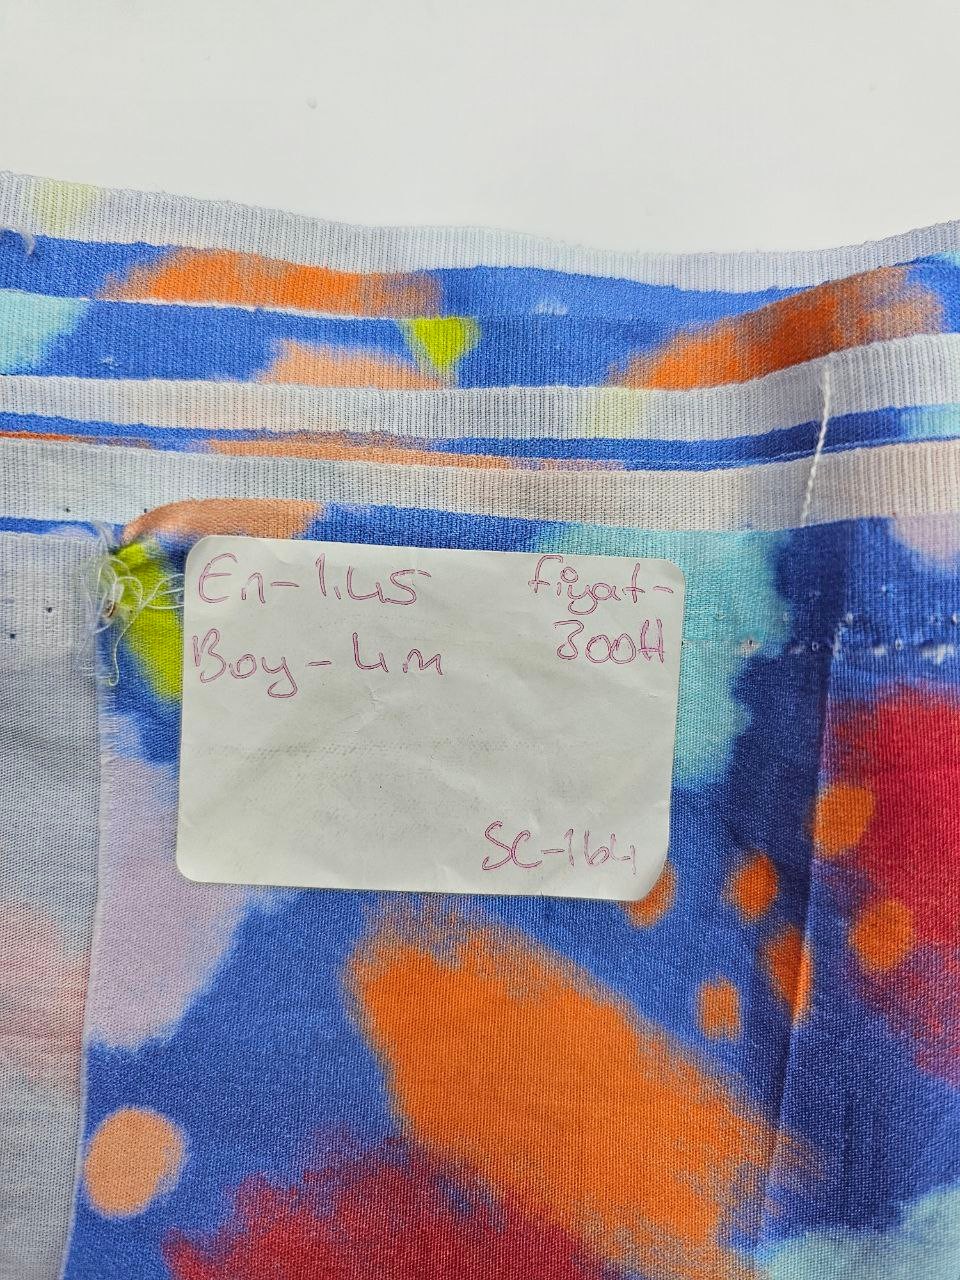 En-1.45
Boy-4m
fiyat-
300tl
SC-164